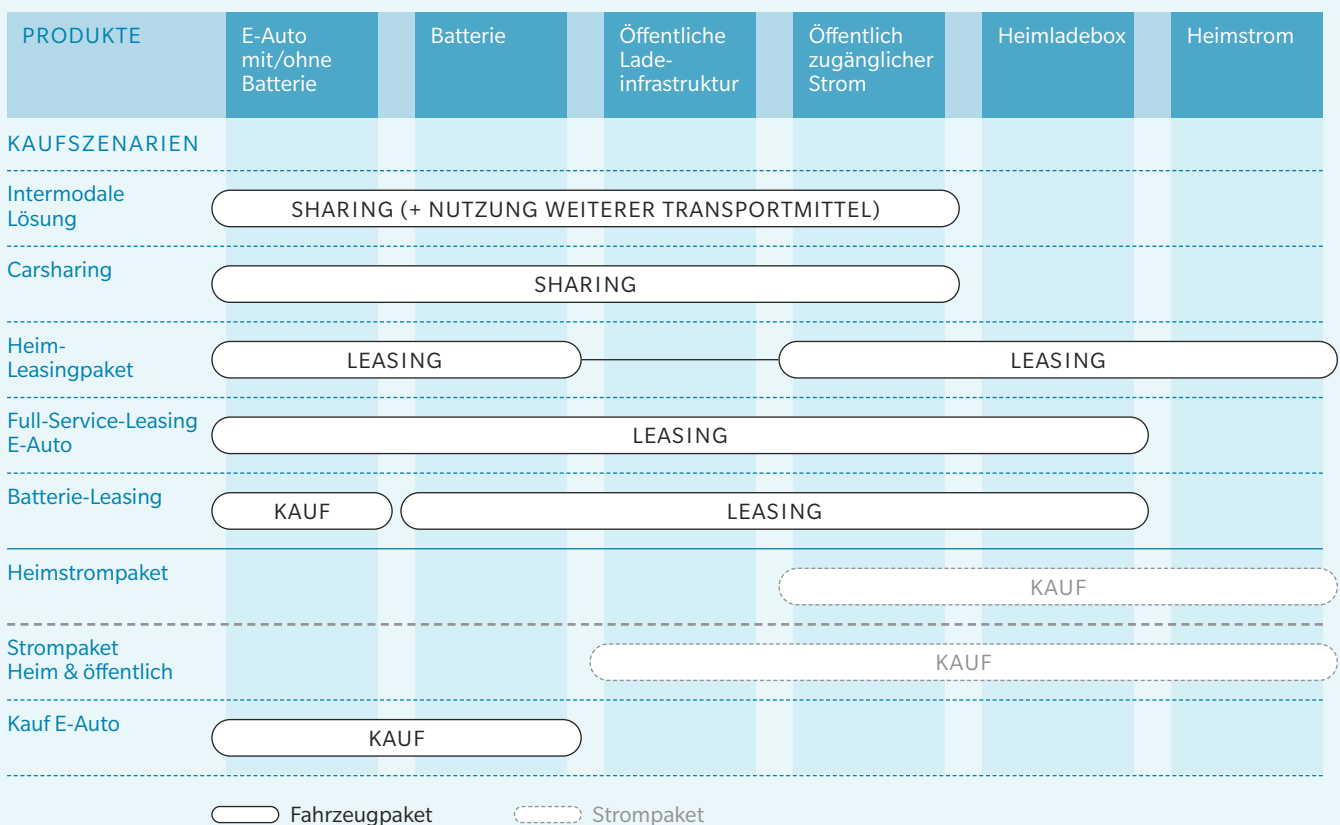 PRODUKTE
E-Auto
mit/ohne
Batterie
Batterie
Öffentliche
Lade-
infrastruktur
Öffentlich
zugänglicher
Strom
Heimladebox
Heimstrom
KAUFSZENARIEN
Intermodale
Lösung
SHARING (+ NUTZUNG WEITERER TRANSPORTMITTEL)
Carsharing
SHARING
Heim-
Leasingpaket
LEASING
LEASING
Full-Service-Leasing
E-Auto
LEASING
Batterie-Leasing
KAUF
LEASING
Heimstrompaket
KAUF
Strompaket
Heim & öffentlich
KAUF
Kauf E-Auto
KAUF
Fahrzeugpaket
Strompaket